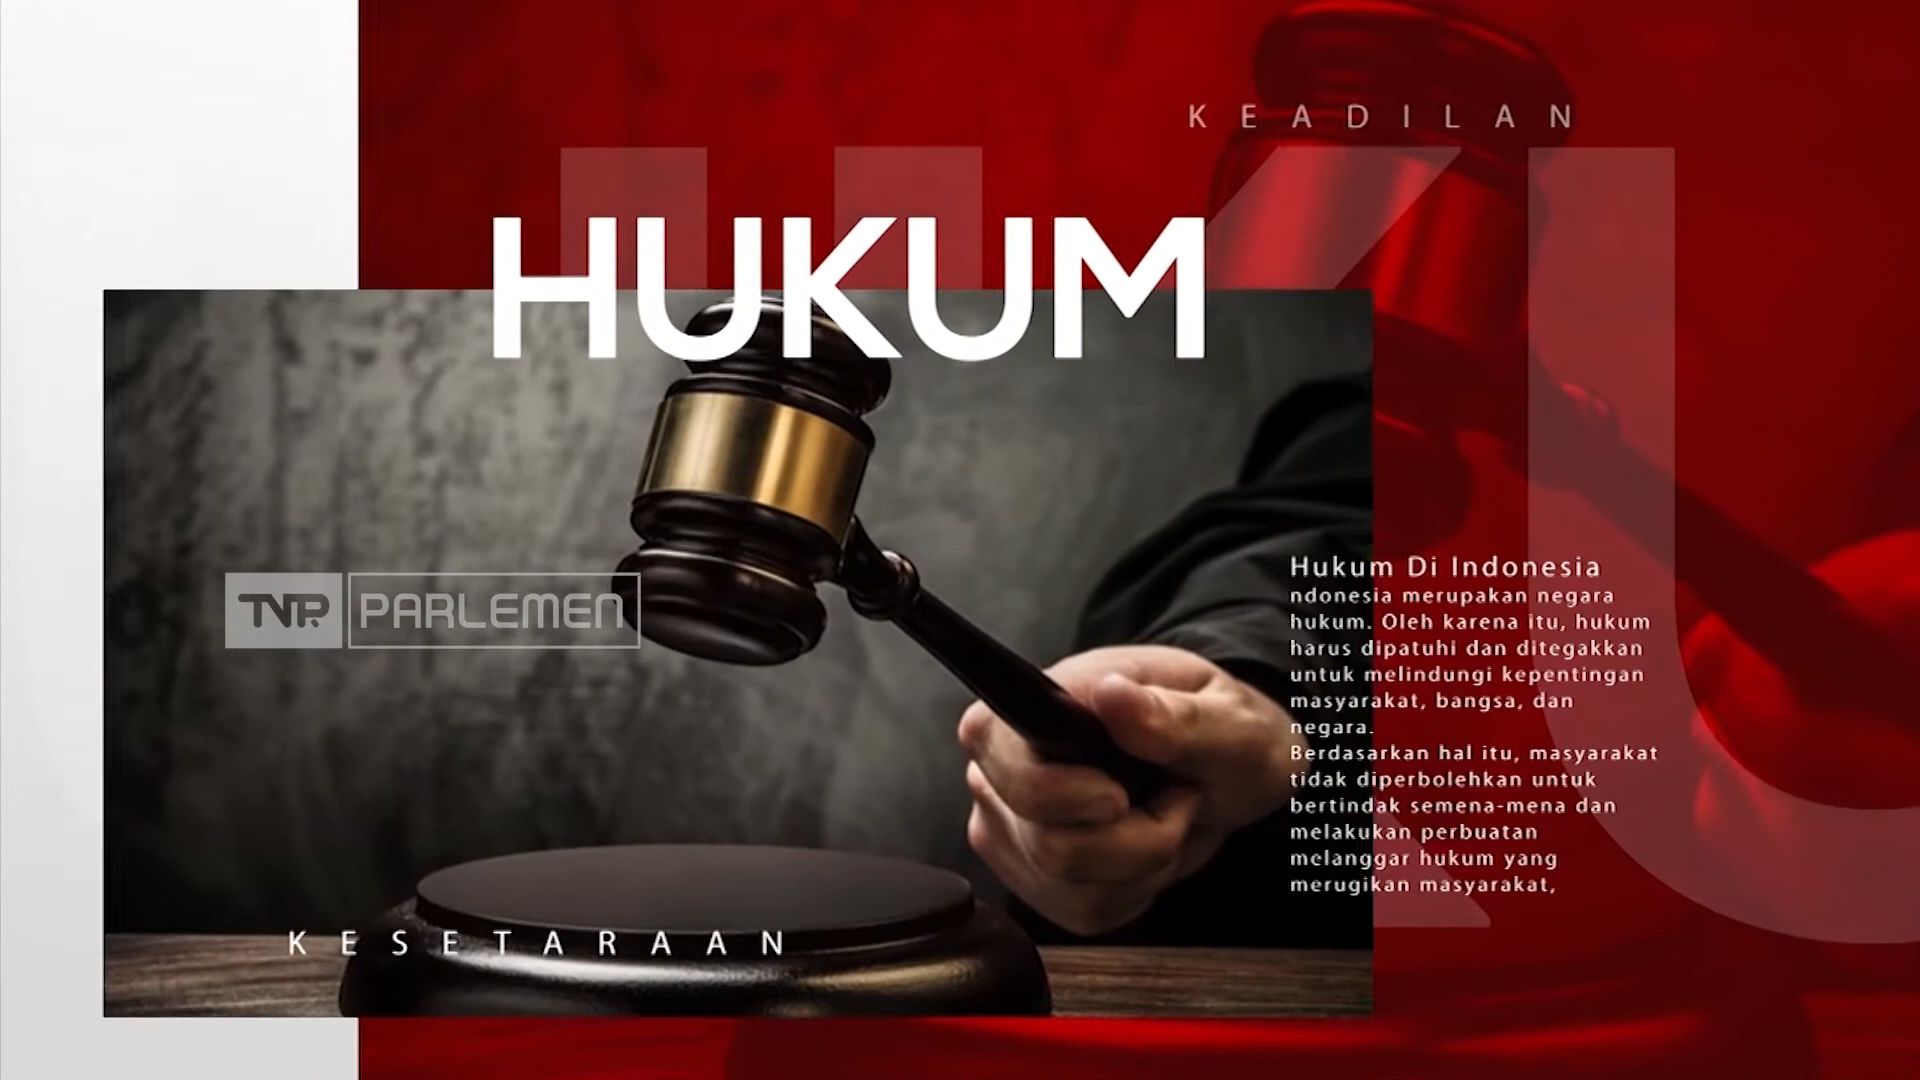 KEADILAN
HUKUM
TVR PARLEMEN
Hukum Di Indonesia
ndonesia merupakan negara
hukum. Oleh karena itu, hukum
harus dipatuhi dan ditegakkan
untuk melindungi kepentingan
masyarakat, bangsa, dan
negara.
Berdasarkan hal itu, masyarakat
tidak diperbolehkan untuk
bertindak semena-mena dan
melakukan perbuatan
melanggar hukum yang
merugikan masyarakat,
KESETARAAN